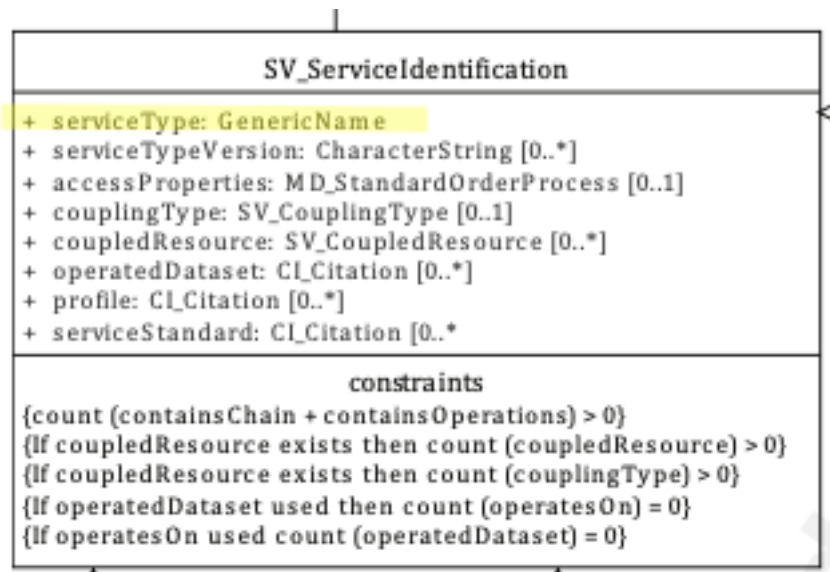 SV_ServiceIdentification
+ serviceType: GenericName
+ serviceTypeVersion: CharacterString [0..*]
+ accessProperties: MD_StandardOrderProcess [0..1]
+ couplingType: SV_CouplingType [0..1]
+ coupledResource: SV_CoupledResource [0..*]
+ operatedDataset: CI_Citation [0..*]
+ profile: CI_Citation [0..*]
+ serviceStandard: CI_Citation [0..*
constraints
{count (containsChain + containsOperations) > 0}
{If coupledResource exists then count (coupledResource) > 0}
{If coupledResource exists then count (couplingType) > 0}
{If operatedDataset used then count (operatesOn) = 0}
{If operatesOn used count (operatedDataset) = 0}